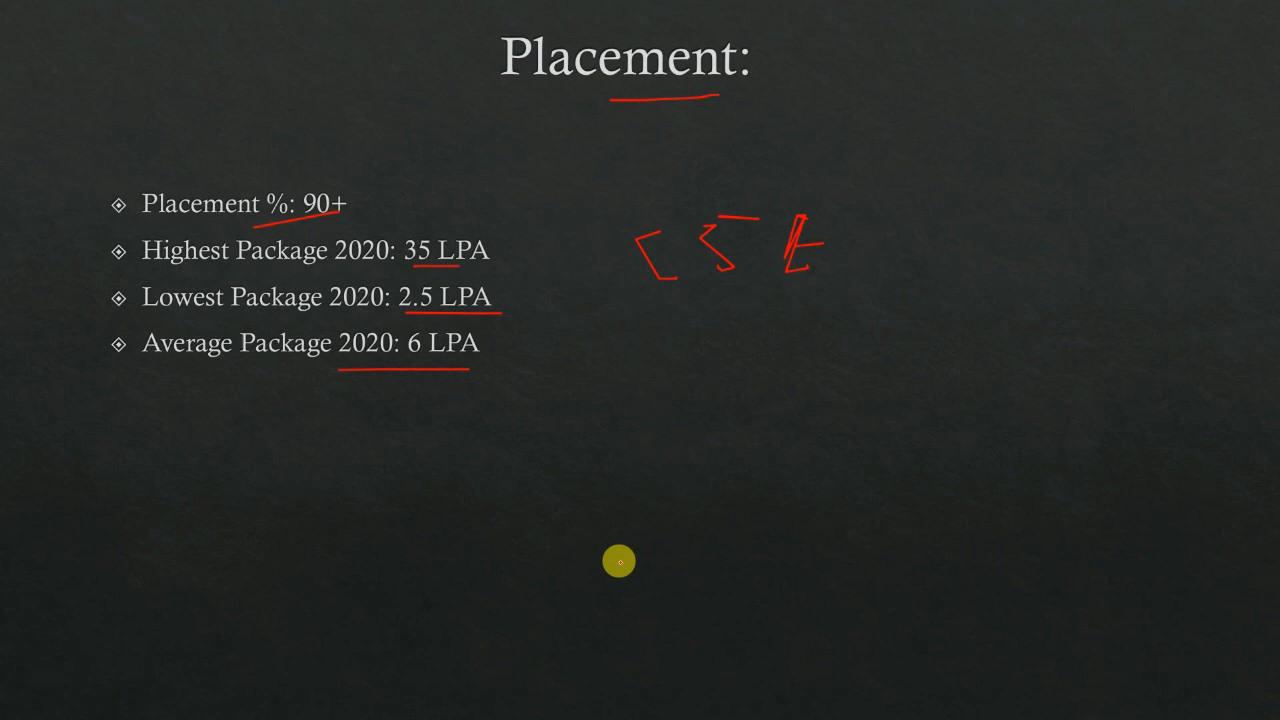 Placement:
Placement %: 90+
Highest Package 2020: 35 LPA
Lowest Package 2020: 2.5 LPA
Average Package 2020: 6 LPA